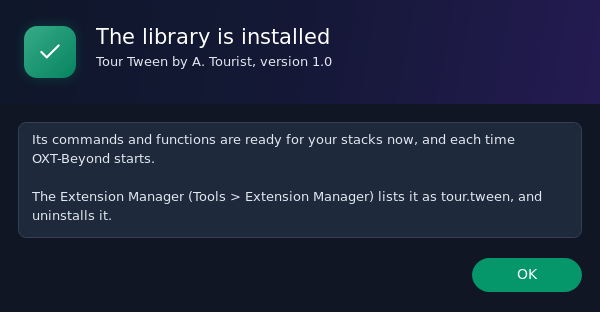 The library is installed
Tour Tween by A. Tourist, version 1.0
Its commands and functions are ready for your stacks now, and each time
OXT-Beyond starts.
The Extension Manager (Tools > Extension Manager) lists it as tour.tween, and
uninstalls it.
OK